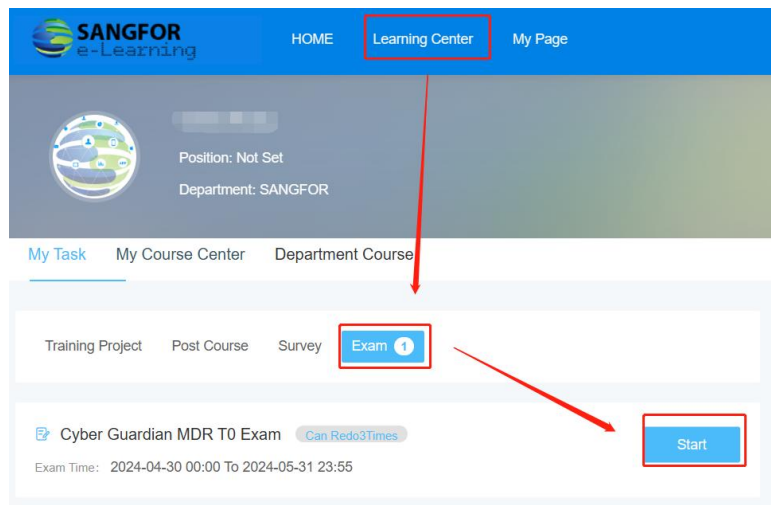 SANGFOR
e-Learning
HOME Learning Center My Page
Position: Not Set
Department: SANGFOR
My Task My Course Center Department Course
Training Project Post Course Survey Exam 1
Cyber Guardian MDR T0 Exam Can Redo3Times
Start
Exam Time: 2024-04-30 00:00 To 2024-05-31 23:55